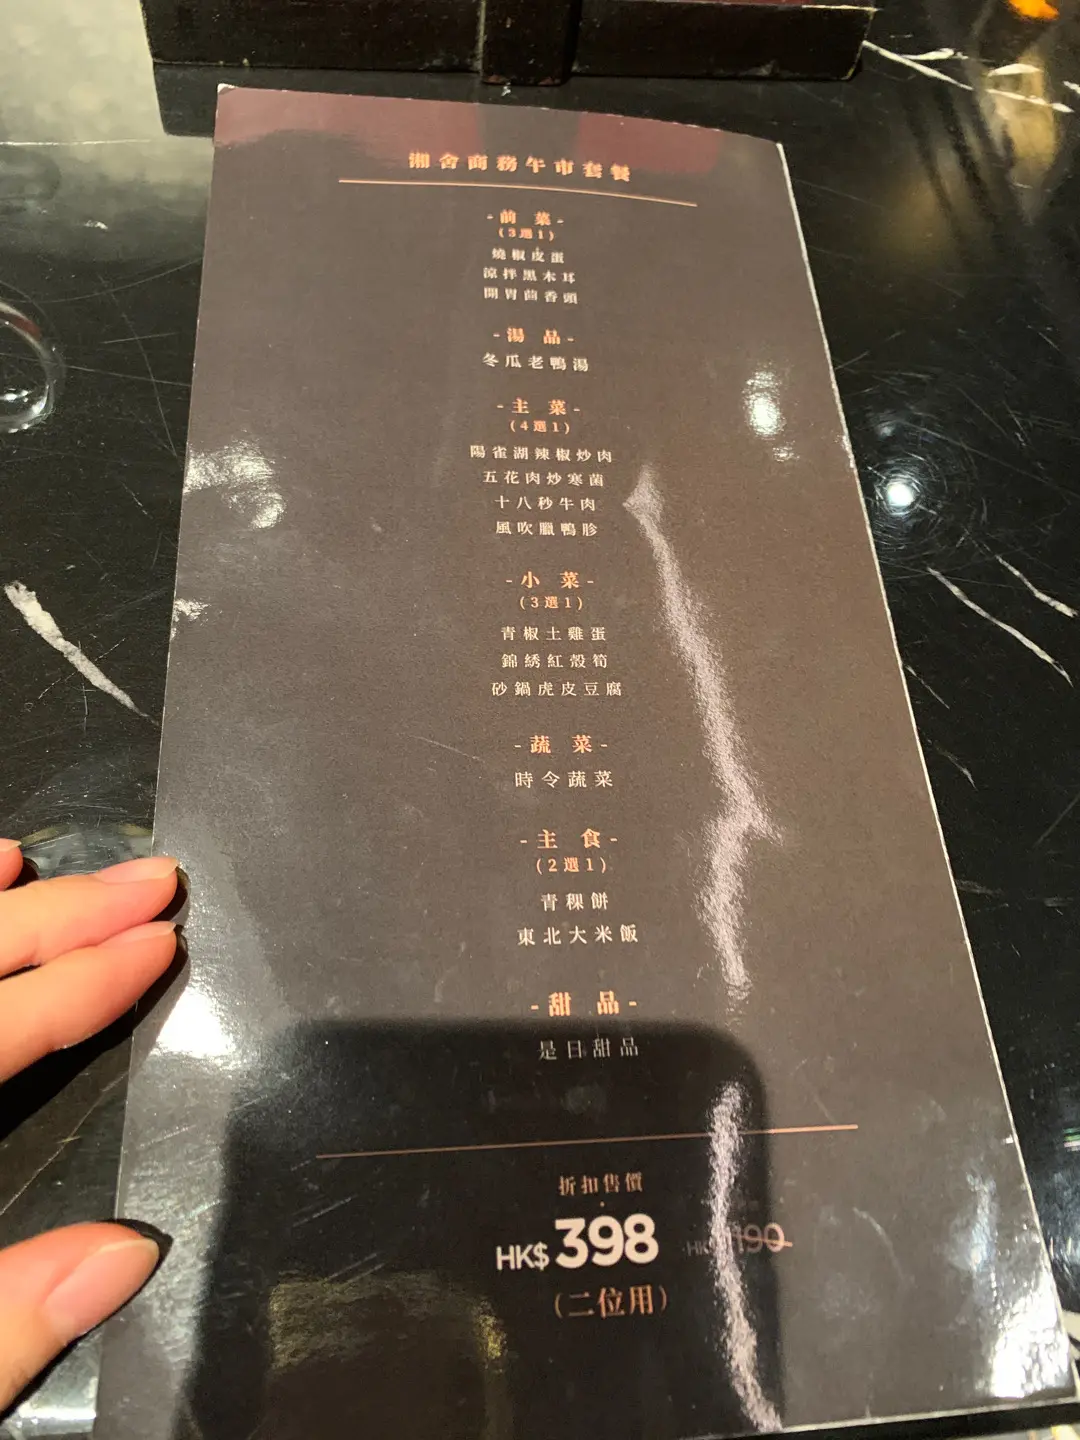 湘舍商務午市套餐
-前 菜-
(3選1)
燒椒皮蛋
涼拌黑木耳
開胃茴香頭
-湯 品-
冬瓜老鴨湯
-主 菜-
(4選1)
陽雀湖辣椒炒肉
五花肉炒寒菌
十八秒牛肉
風吹臘鴨胗
-小 菜-
(3選1)
青椒土雞蛋
錦綉紅殼筍
砂鍋虎皮豆腐
-蔬 菜-
時令蔬菜
-主 食-
(2選1)
青稞餅
東北大米飯
-甜 品-
是日甜品
折扣售價
HK$398
(二位用)